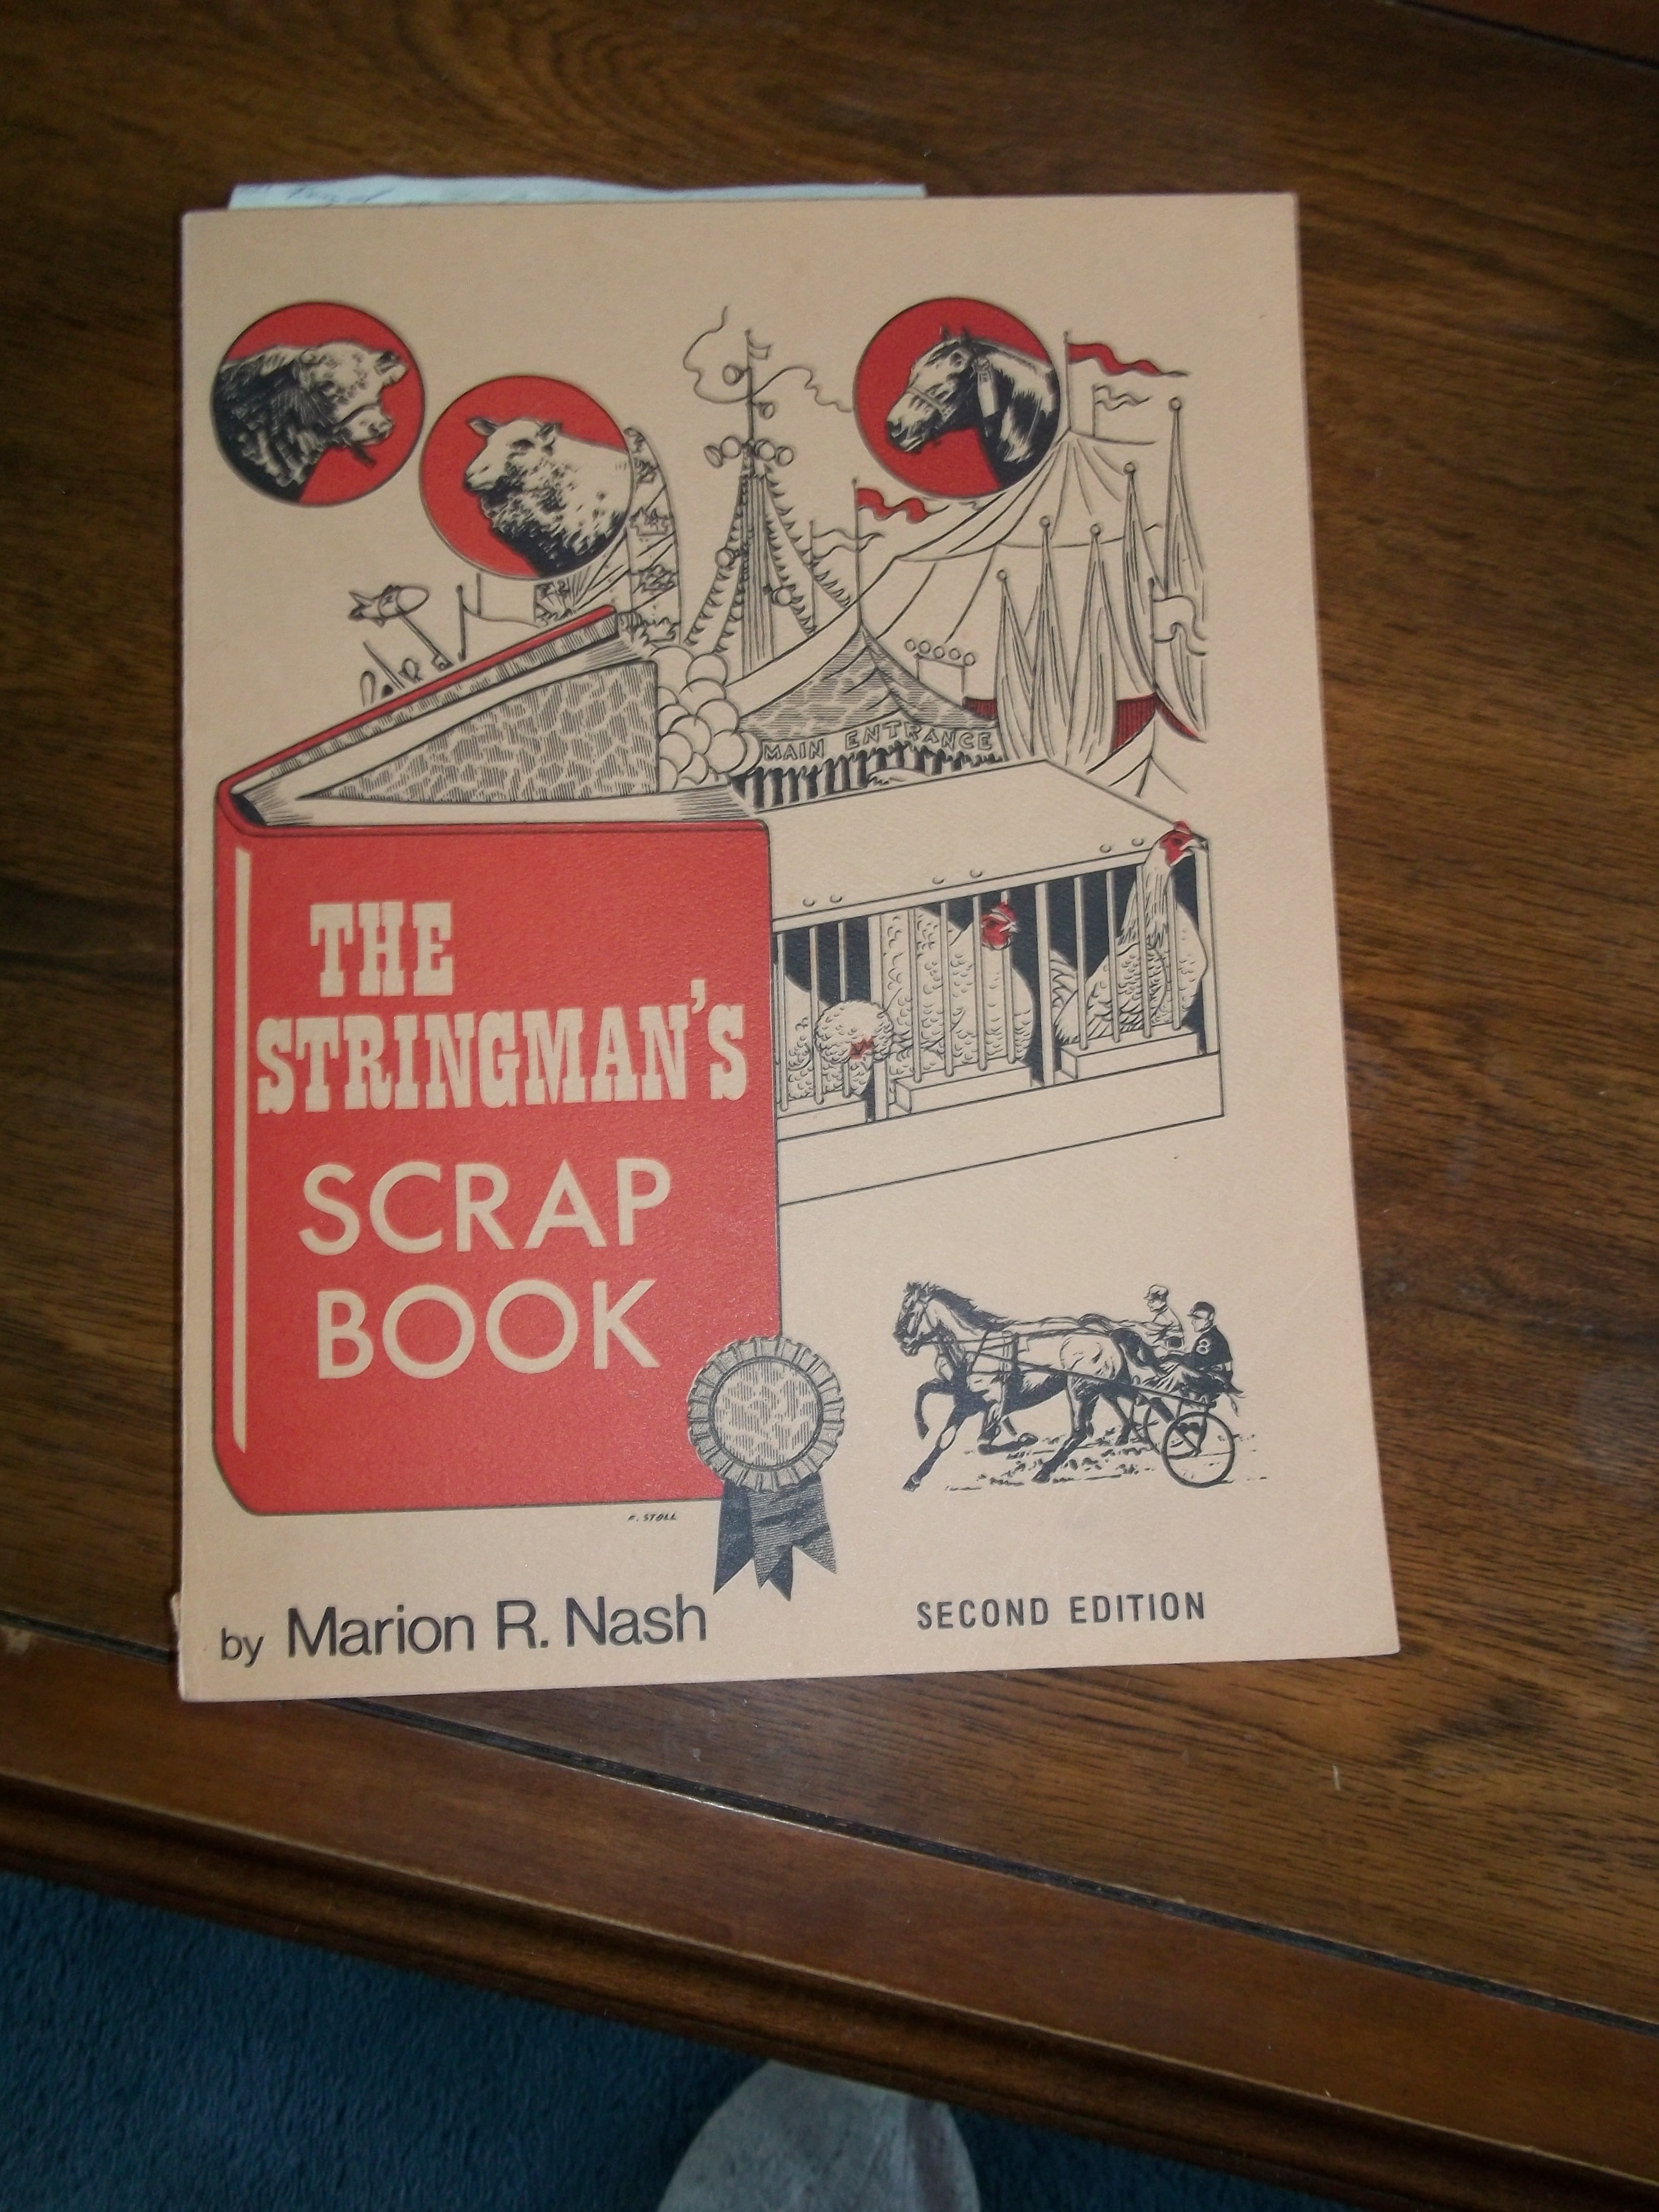 MAIN ENTRANCE
THE
STRINGMAN'S
SCRAP
BOOK
8
STOLL
by Marion R. Nash
SECOND EDITION